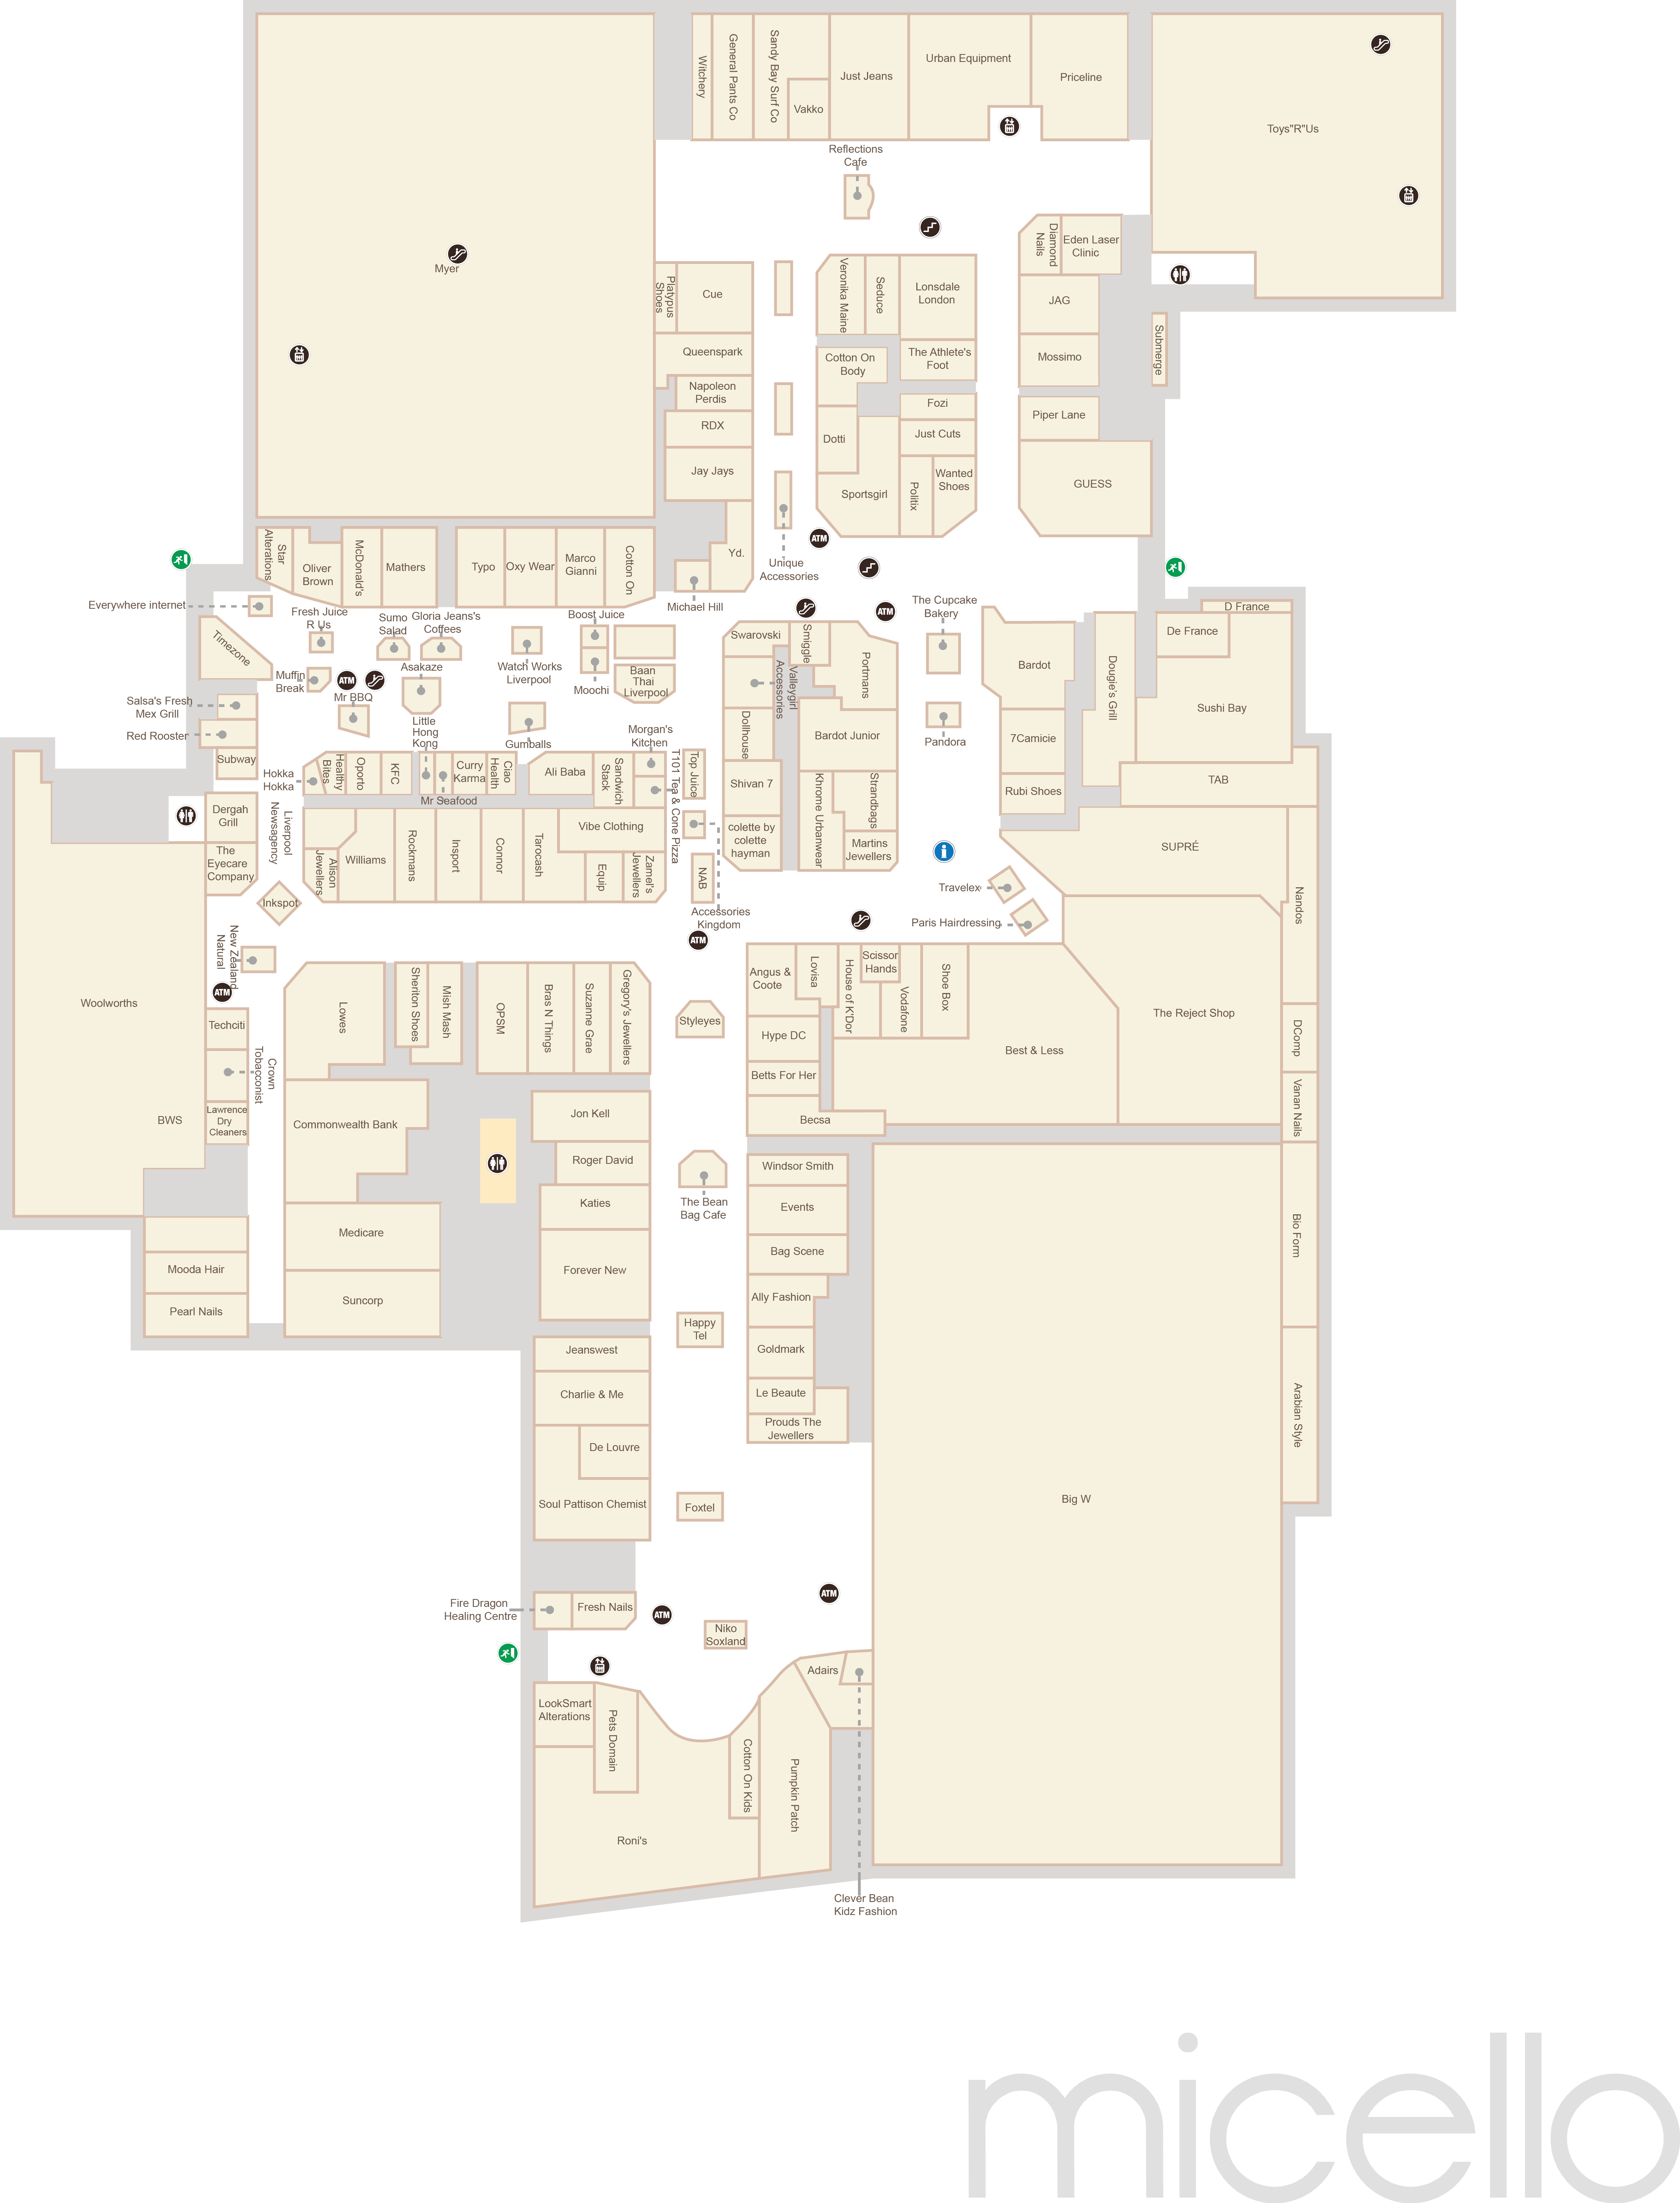 Witchery
General Pants Co
Sandy Bay Surf Co
Vakko
Just Jeans
Urban Equipment
Priceline
Toys"R"Us
Reflections
Cafe
Myer
Platypus
Shoes
Cue
Queenspark
Napoleon
Perdis
RDX
Jay Jays
Yd.
Michael Hill
Unique
Accessories
ATM
Veronika Maine
Seduce
Lonsdale
London
Cotton On
Body
The Athlete's
Foot
Fozi
Just Cuts
Dotti
Sportsgirl
Politix
Wanted
Shoes
Diamond
Nails
Eden Laser
Clinic
JAG
Mossimo
Piper Lane
GUESS
Submerge
Star
Alterations
Oliver
Brown
McDonald's
Mathers
Typo
Oxy Wear
Marco
Gianni
Cotton On
Everywhere internet
Timezone
Fresh Juice
R Us
Sumo
Salad
Gloria Jeans's
Coffees
Boost Juice
Muffin
Break
ATM
Mr BBQ
Asakaze
Watch Works
Liverpool
Moochi
Baan
Thai
Liverpool
Salsa's Fresh
Mex Grill
Red Rooster
Subway
Little
Hong
Kong
Gumballs
Morgan's
Kitchen
Hokka
Hokka
Healthy
Bites
Oporto
KFC
Mr Seafood
Curry
Karma
Ciao
Health
Ali Baba
Sandwich
Stack
T101 Tea & Cone Pizza
Top Juice
Swarovski
Smiggle
Portmans
Valleygirl
Accessories
Dollhouse
Bardot Junior
Shivan 7
Khrome Urbanwear
Strandbags
colette by
colette
hayman
Martins
Jewellers
ATM
The Cupcake
Bakery
Pandora
Bardot
7Camicie
Rubi Shoes
Dougie's Grill
D France
De France
Sushi Bay
TAB
SUPRÉ
Nandos
Travelex
Paris Hairdressing
Dergah
Grill
The
Eyecare
Company
Liverpool
Newsagency
Alison
Jewellers
Williams
Rockmans
Insport
Connor
Tarocash
Vibe Clothing
Equip
Zamel's
Jewellers
NAB
Accessories
Kingdom
ATM
Inkspot
New Zealand
Natural
ATM
Woolworths
BWS
Techciti
Crown
Tobacconist
Lawrence
Dry
Cleaners
Lowes
Sheriton Shoes
Mish Mash
OPSM
Bras N Things
Suzanne Grae
Gregory's Jewellers
Styleyes
Angus &
Coote
Lovisa
House of K'Dor
Scissor
Hands
Vodafone
Shoe Box
Hype DC
Betts For Her
Becsa
Best & Less
The Reject Shop
DComp
Vanan Nails
Commonwealth Bank
Jon Kell
Roger David
Katies
Forever New
Medicare
Suncorp
Mooda Hair
Pearl Nails
The Bean
Bag Cafe
Windsor Smith
Events
Bag Scene
Ally Fashion
Goldmark
Le Beaute
Prouds The
Jewellers
Happy
Tel
Jeanswest
Charlie & Me
De Louvre
Soul Pattison Chemist
Foxtel
Big W
Bio Form
Arabian Style
Fire Dragon
Healing Centre
Fresh Nails
ATM
ATM
Niko
Soxland
Adairs
LookSmart
Alterations
Pets Domain
Roni's
Cotton On Kids
Pumpkin Patch
Clever Bean
Kidz Fashion
micello